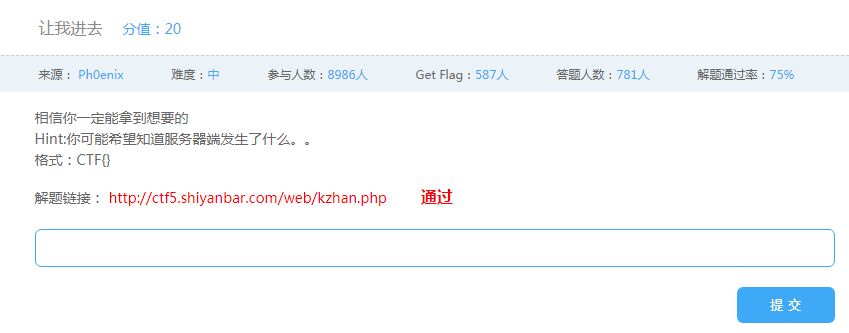 让我进去 分值：20
来源： Ph0enix 难度：中 参与人数：8986人 Get Flag：587人 答题人数：781人 解题通过率：75%
相信你一定能拿到想要的
Hint:你可能希望知道服务器端发生了什么。。
格式：CTF{}
解题链接： http://ctf5.shiyanbar.com/web/kzhan.php 通过
提 交